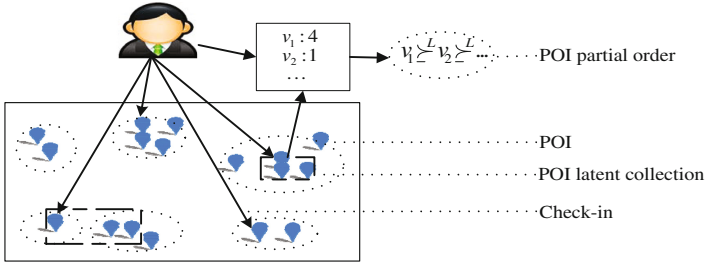 v₁ : 4
v₂ : 1
...
v₁ ≽ᴸ v₂ ≽ᴸ ...
POI partial order
POI
POI latent collection
Check-in